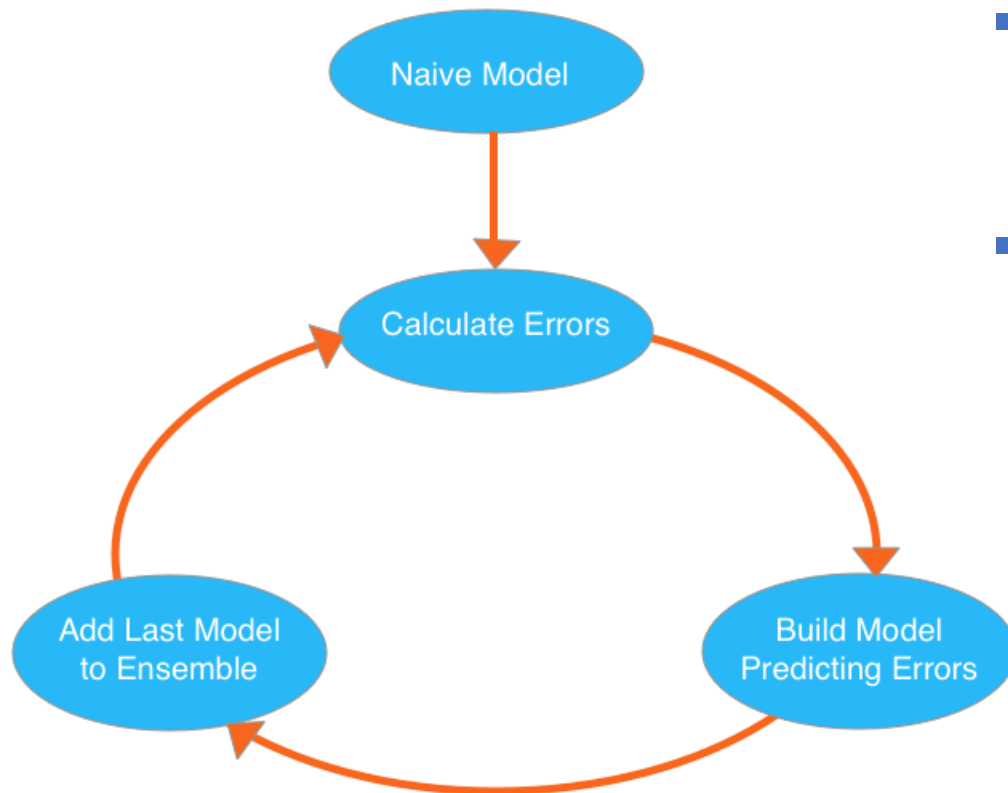 Naive Model
Calculate Errors
Add Last Model
to Ensemble
Build Model
Predicting Errors